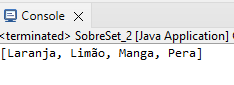 Console
<terminated> SobreSet_2 [Java Application]
[Laranja, Limão, Manga, Pera]